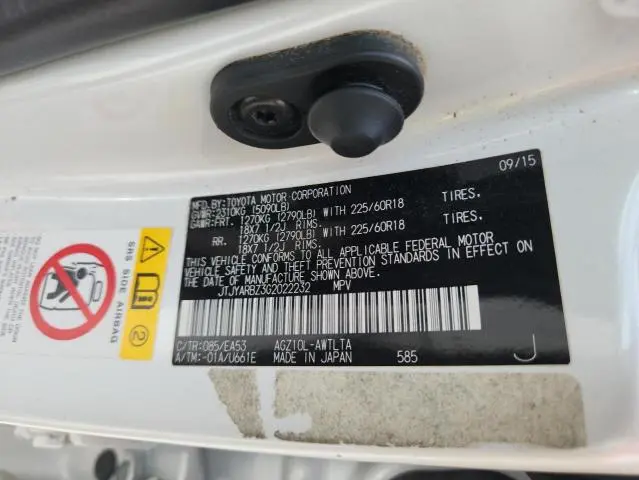 09/15
MFD.BY:TOYOTA MOTOR CORPORATION
GVWR:2310KG (5090LB)
GAWR:FRT. 1270KG (2790LB) WITH 225/60R18 TIRES.
18X7 1/2J RIMS.
RR. 1270KG (2790LB) WITH 225/60R18 TIRES.
18X7 1/2J RIMS.
THIS VEHICLE CONFORMS TO ALL APPLICABLE FEDERAL MOTOR
VEHICLE SAFETY AND THEFT PREVENTION STANDARDS IN EFFECT ON
THE DATE OF MANUFACTURE SHOWN ABOVE.
JTJYARBZ3G2022232 MPV
C/TR:085/EA53 AGZ10L-AWTLTA
A/TM:-01A/U661E MADE IN JAPAN 585 J
SRS SIDE AIRBAG